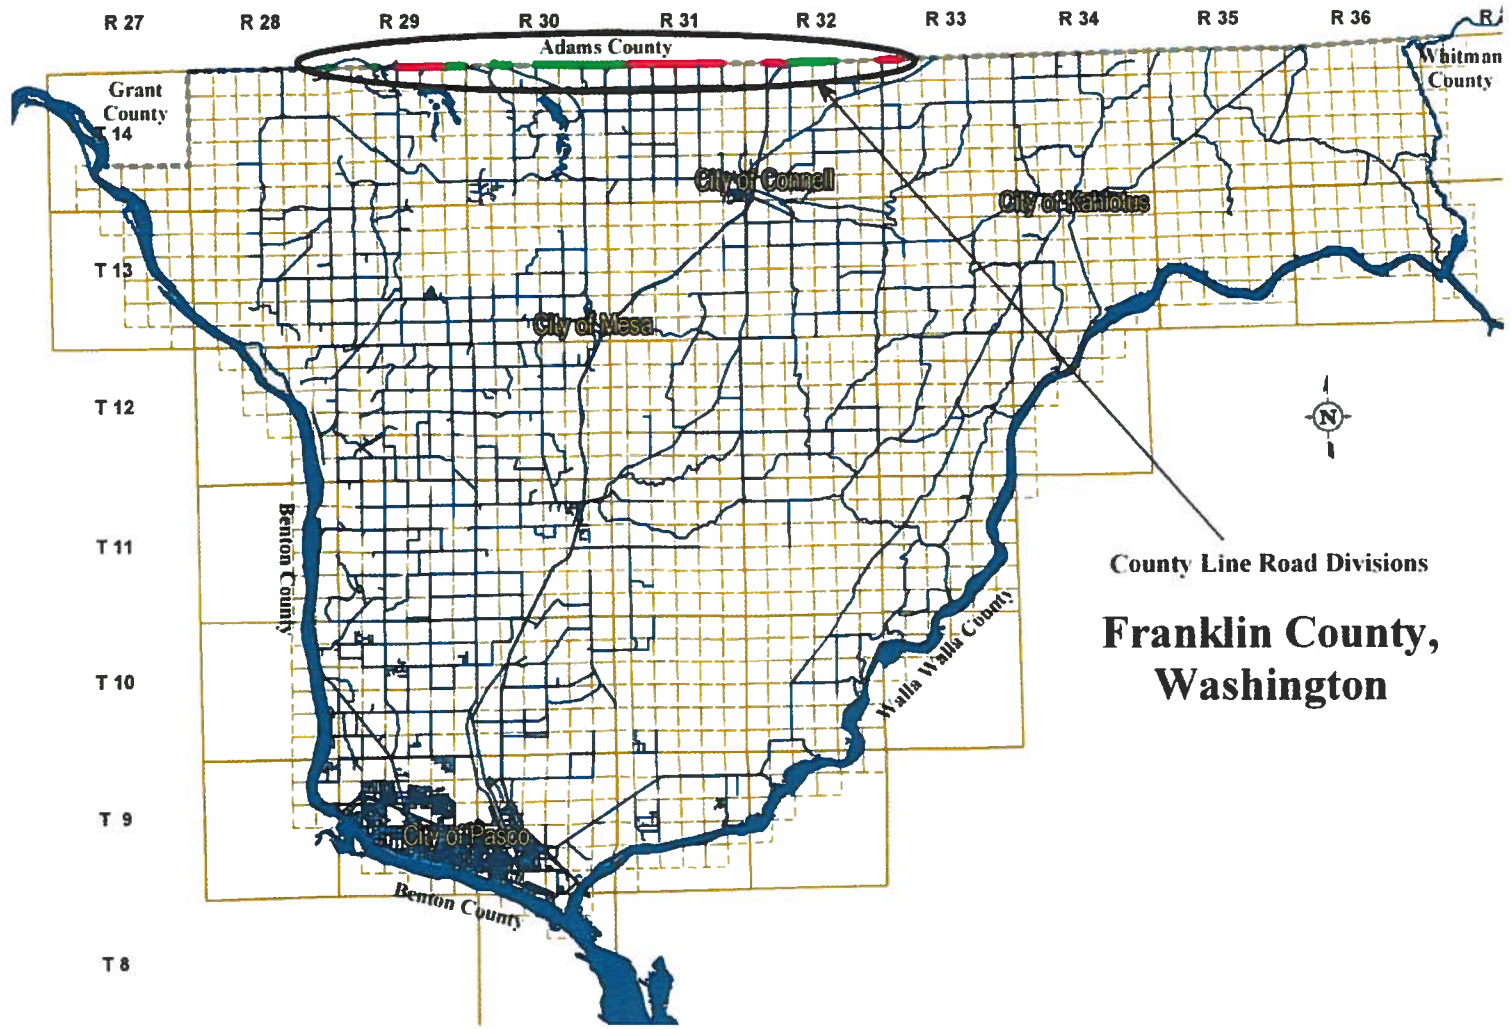 R 27 R 28 R 29 R 30 R 31 R 32 R 33 R 34 R 35 R 36 R
Adams County
Whitman
County
Grant
County
T 14
City of Connell
City of Kahlotus
T 13
City of Mesa
T 12
N
Benton County
T 11
County Line Road Divisions
Franklin County,
Washington
Walla Walla County
T 10
T 9
City of Pasco
Benton County
T 8